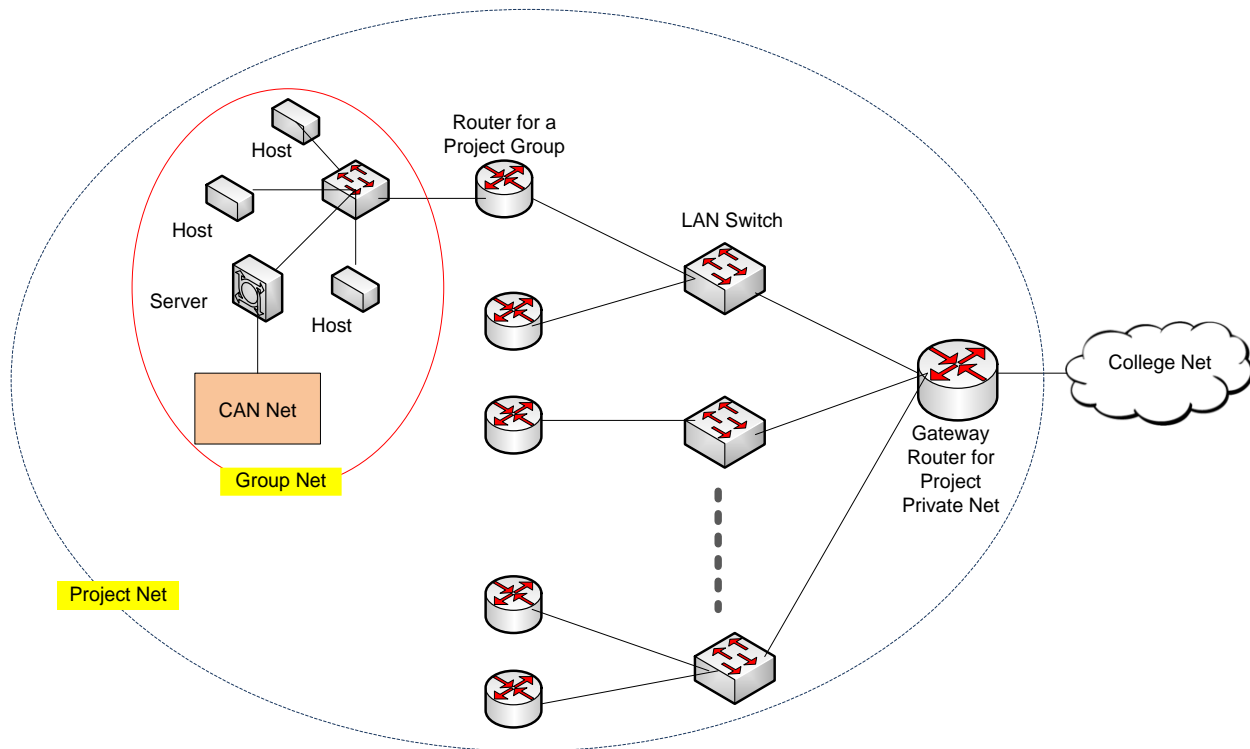 Host
Router for a
Project Group
Host
LAN Switch
Server
Host
College Net
CAN Net
Gateway
Router for
Project
Private Net
Group Net
Project Net